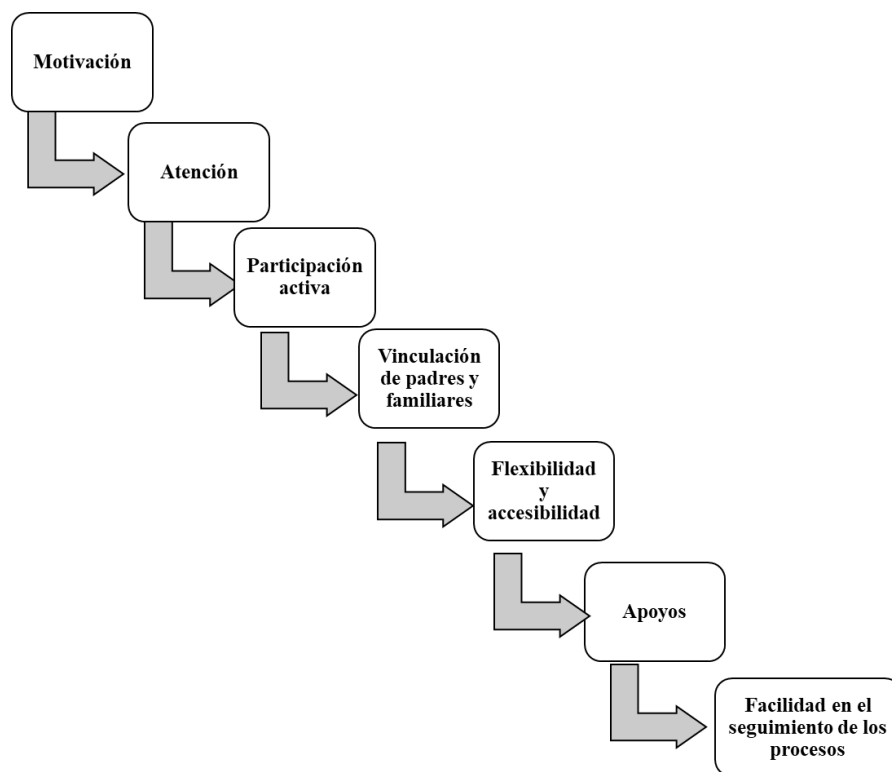 Motivación
Atención
Participación
activa
Vinculación
de padres y
familiares
Flexibilidad
y
accesibilidad
Apoyos
Facilidad en el
seguimiento de los
procesos